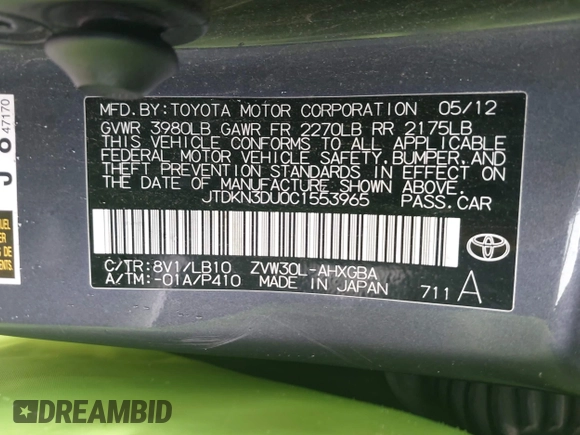 MFD.BY:TOYOTA MOTOR CORPORATION 05/12
GVWR 3980LB GAWR FR 2270LB RR 2175LB
THIS VEHICLE CONFORMS TO ALL APPLICABLE
FEDERAL MOTOR VEHICLE SAFETY,BUMPER,AND
THEFT PREVENTION STANDARDS IN EFFECT ON
THE DATE OF MANUFACTURE SHOWN ABOVE.
JTDKN3DU0C1553965 PASS.CAR
C/TR:8V1/LB10 ZVW30L-AHXGBA
A/TM:-01A/P410 MADE IN JAPAN 711A
47170
DREAMBID